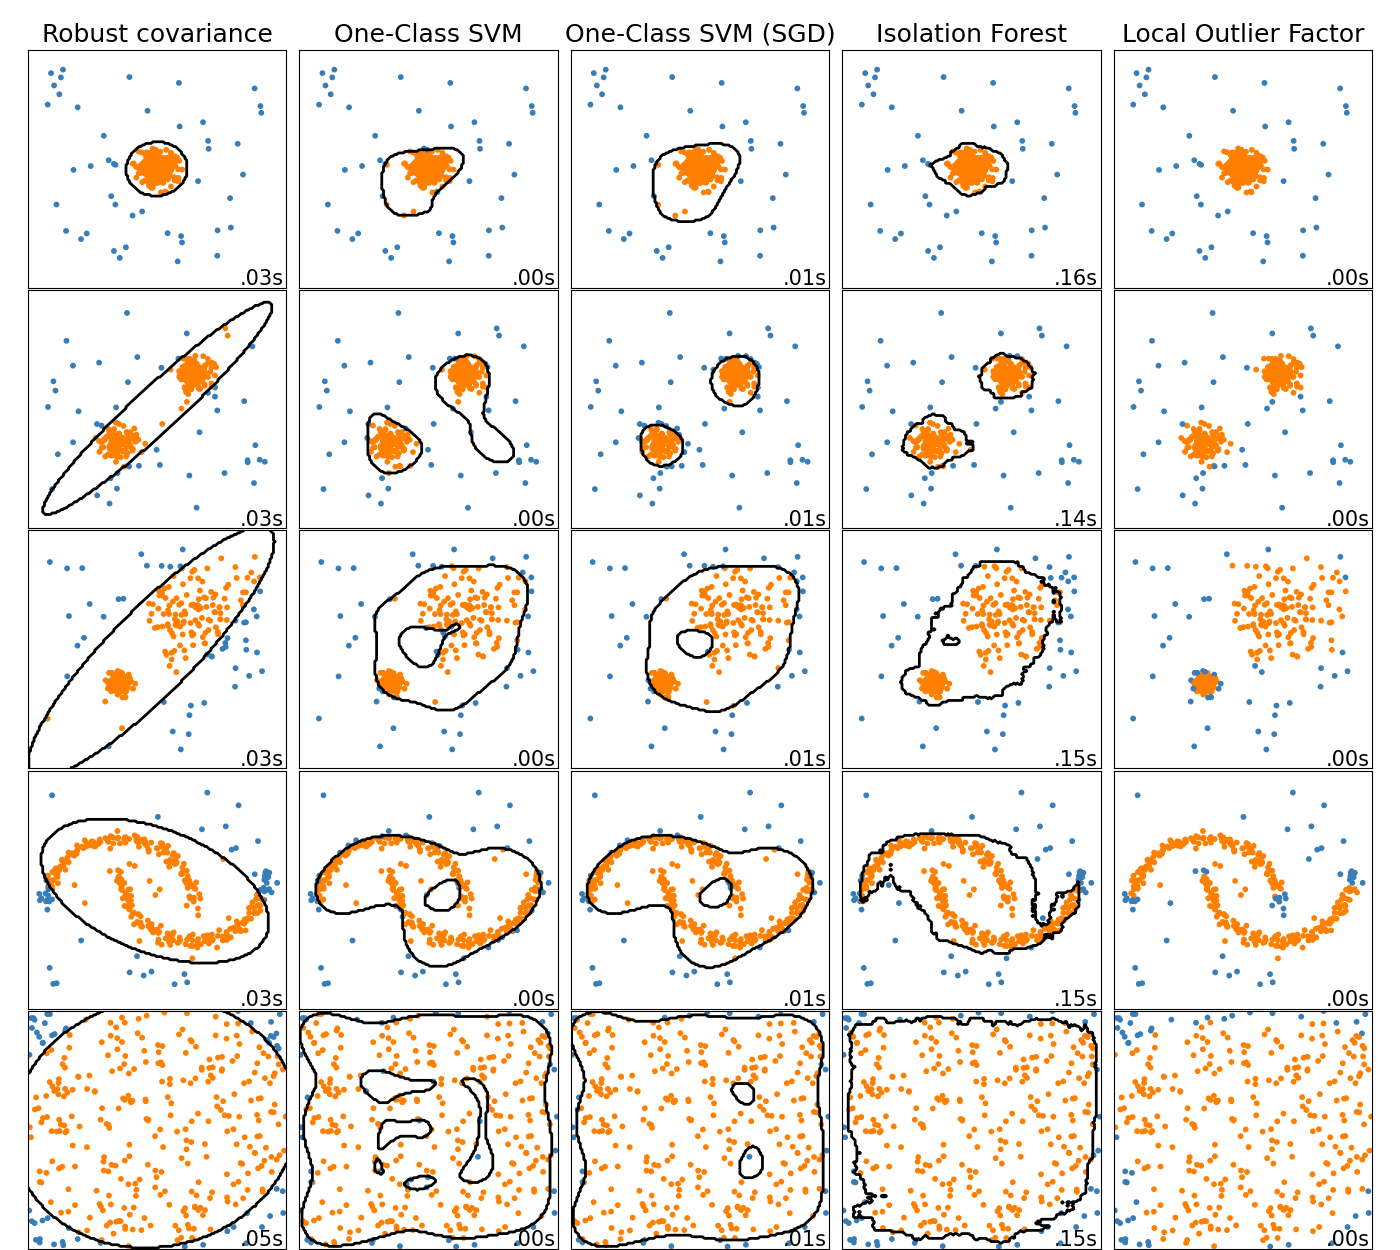 Robust covariance One-Class SVM One-Class SVM (SGD) Isolation Forest Local Outlier Factor
.03s .00s .01s .16s .00s
.03s .00s .01s .14s .00s
.03s .00s .01s .15s .00s
.03s .00s .01s .15s .00s
.05s .00s .01s .15s .00s